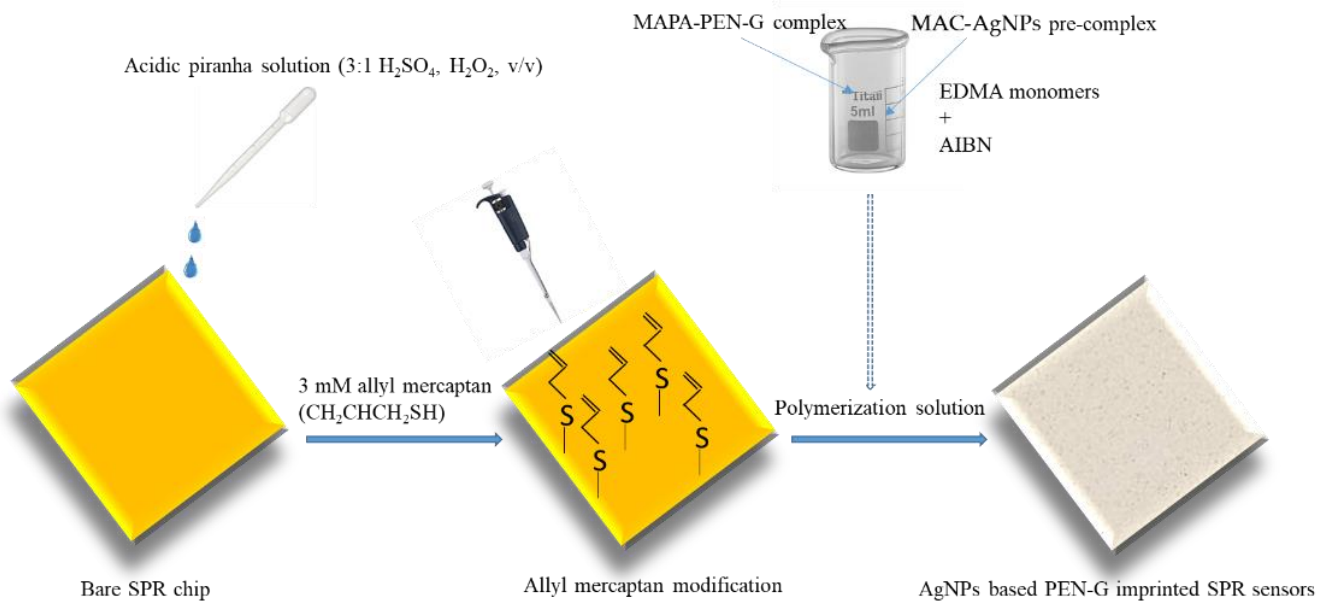 MAPA-PEN-G complex
MAC-AgNPs pre-complex
Acidic piranha solution (3:1 H₂SO₄, H₂O₂, v/v)
Titan
5ml
EDMA monomers
+
AIBN
3 mM allyl mercaptan
(CH₂CHCH₂SH)
S
S
S
S
S
Polymerization solution
Bare SPR chip
Allyl mercaptan modification
AgNPs based PEN-G imprinted SPR sensors